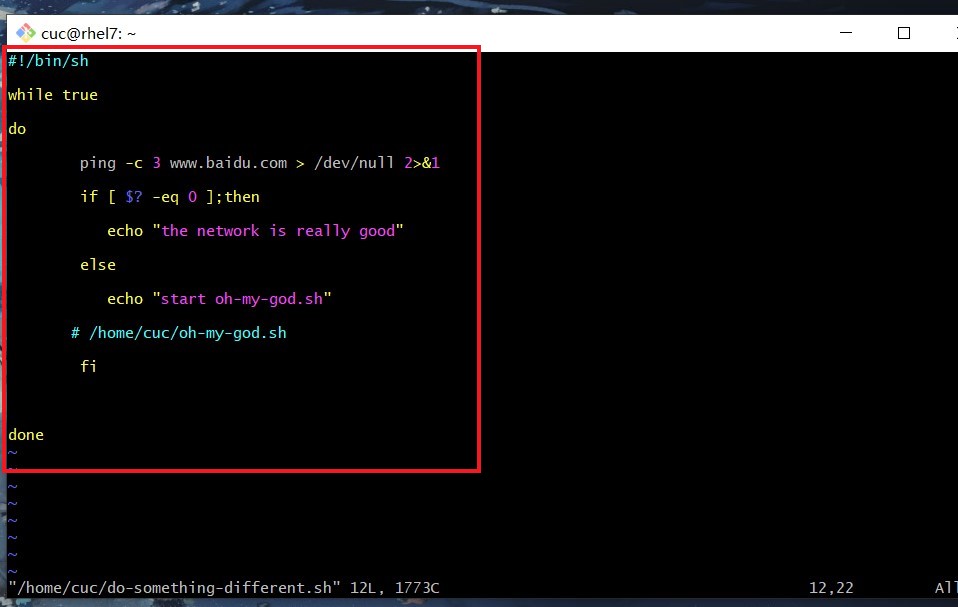 cuc@rhel7: ~
#!/bin/sh
while true
do
ping -c 3 www.baidu.com > /dev/null 2>&1
if [ $? -eq 0 ];then
echo "the network is really good"
else
echo "start oh-my-god.sh"
# /home/cuc/oh-my-god.sh
fi
done
~
~
~
~
~
~
~
~
"/home/cuc/do-something-different.sh" 12L, 1773C 12,22 All